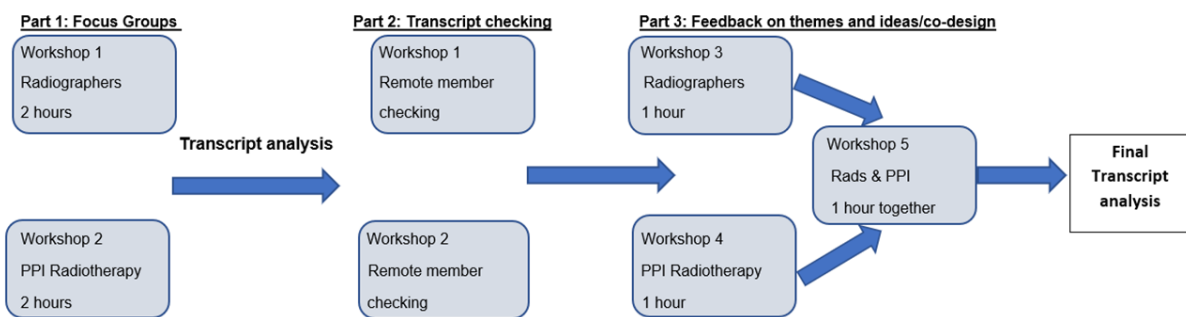 Part 1: Focus Groups
Workshop 1
Radiographers
2 hours
Workshop 2
PPI Radiotherapy
2 hours
Transcript analysis
Part 2: Transcript checking
Workshop 1
Remote member
checking
Workshop 2
Remote member
checking
Part 3: Feedback on themes and ideas/co-design
Workshop 3
Radiographers
1 hour
Workshop 4
PPI Radiotherapy
1 hour
Workshop 5
Rads & PPI
1 hour together
Final
Transcript
analysis